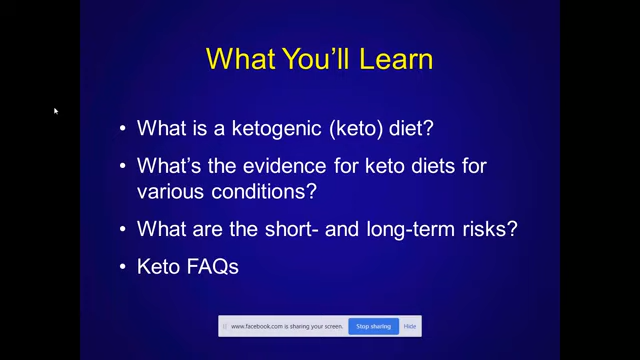 What You'll Learn
• What is a ketogenic (keto) diet?
• What's the evidence for keto diets for
various conditions?
• What are the short- and long-term risks?
• Keto FAQs
www.facebook.com is sharing your screen. Stop sharing Hide